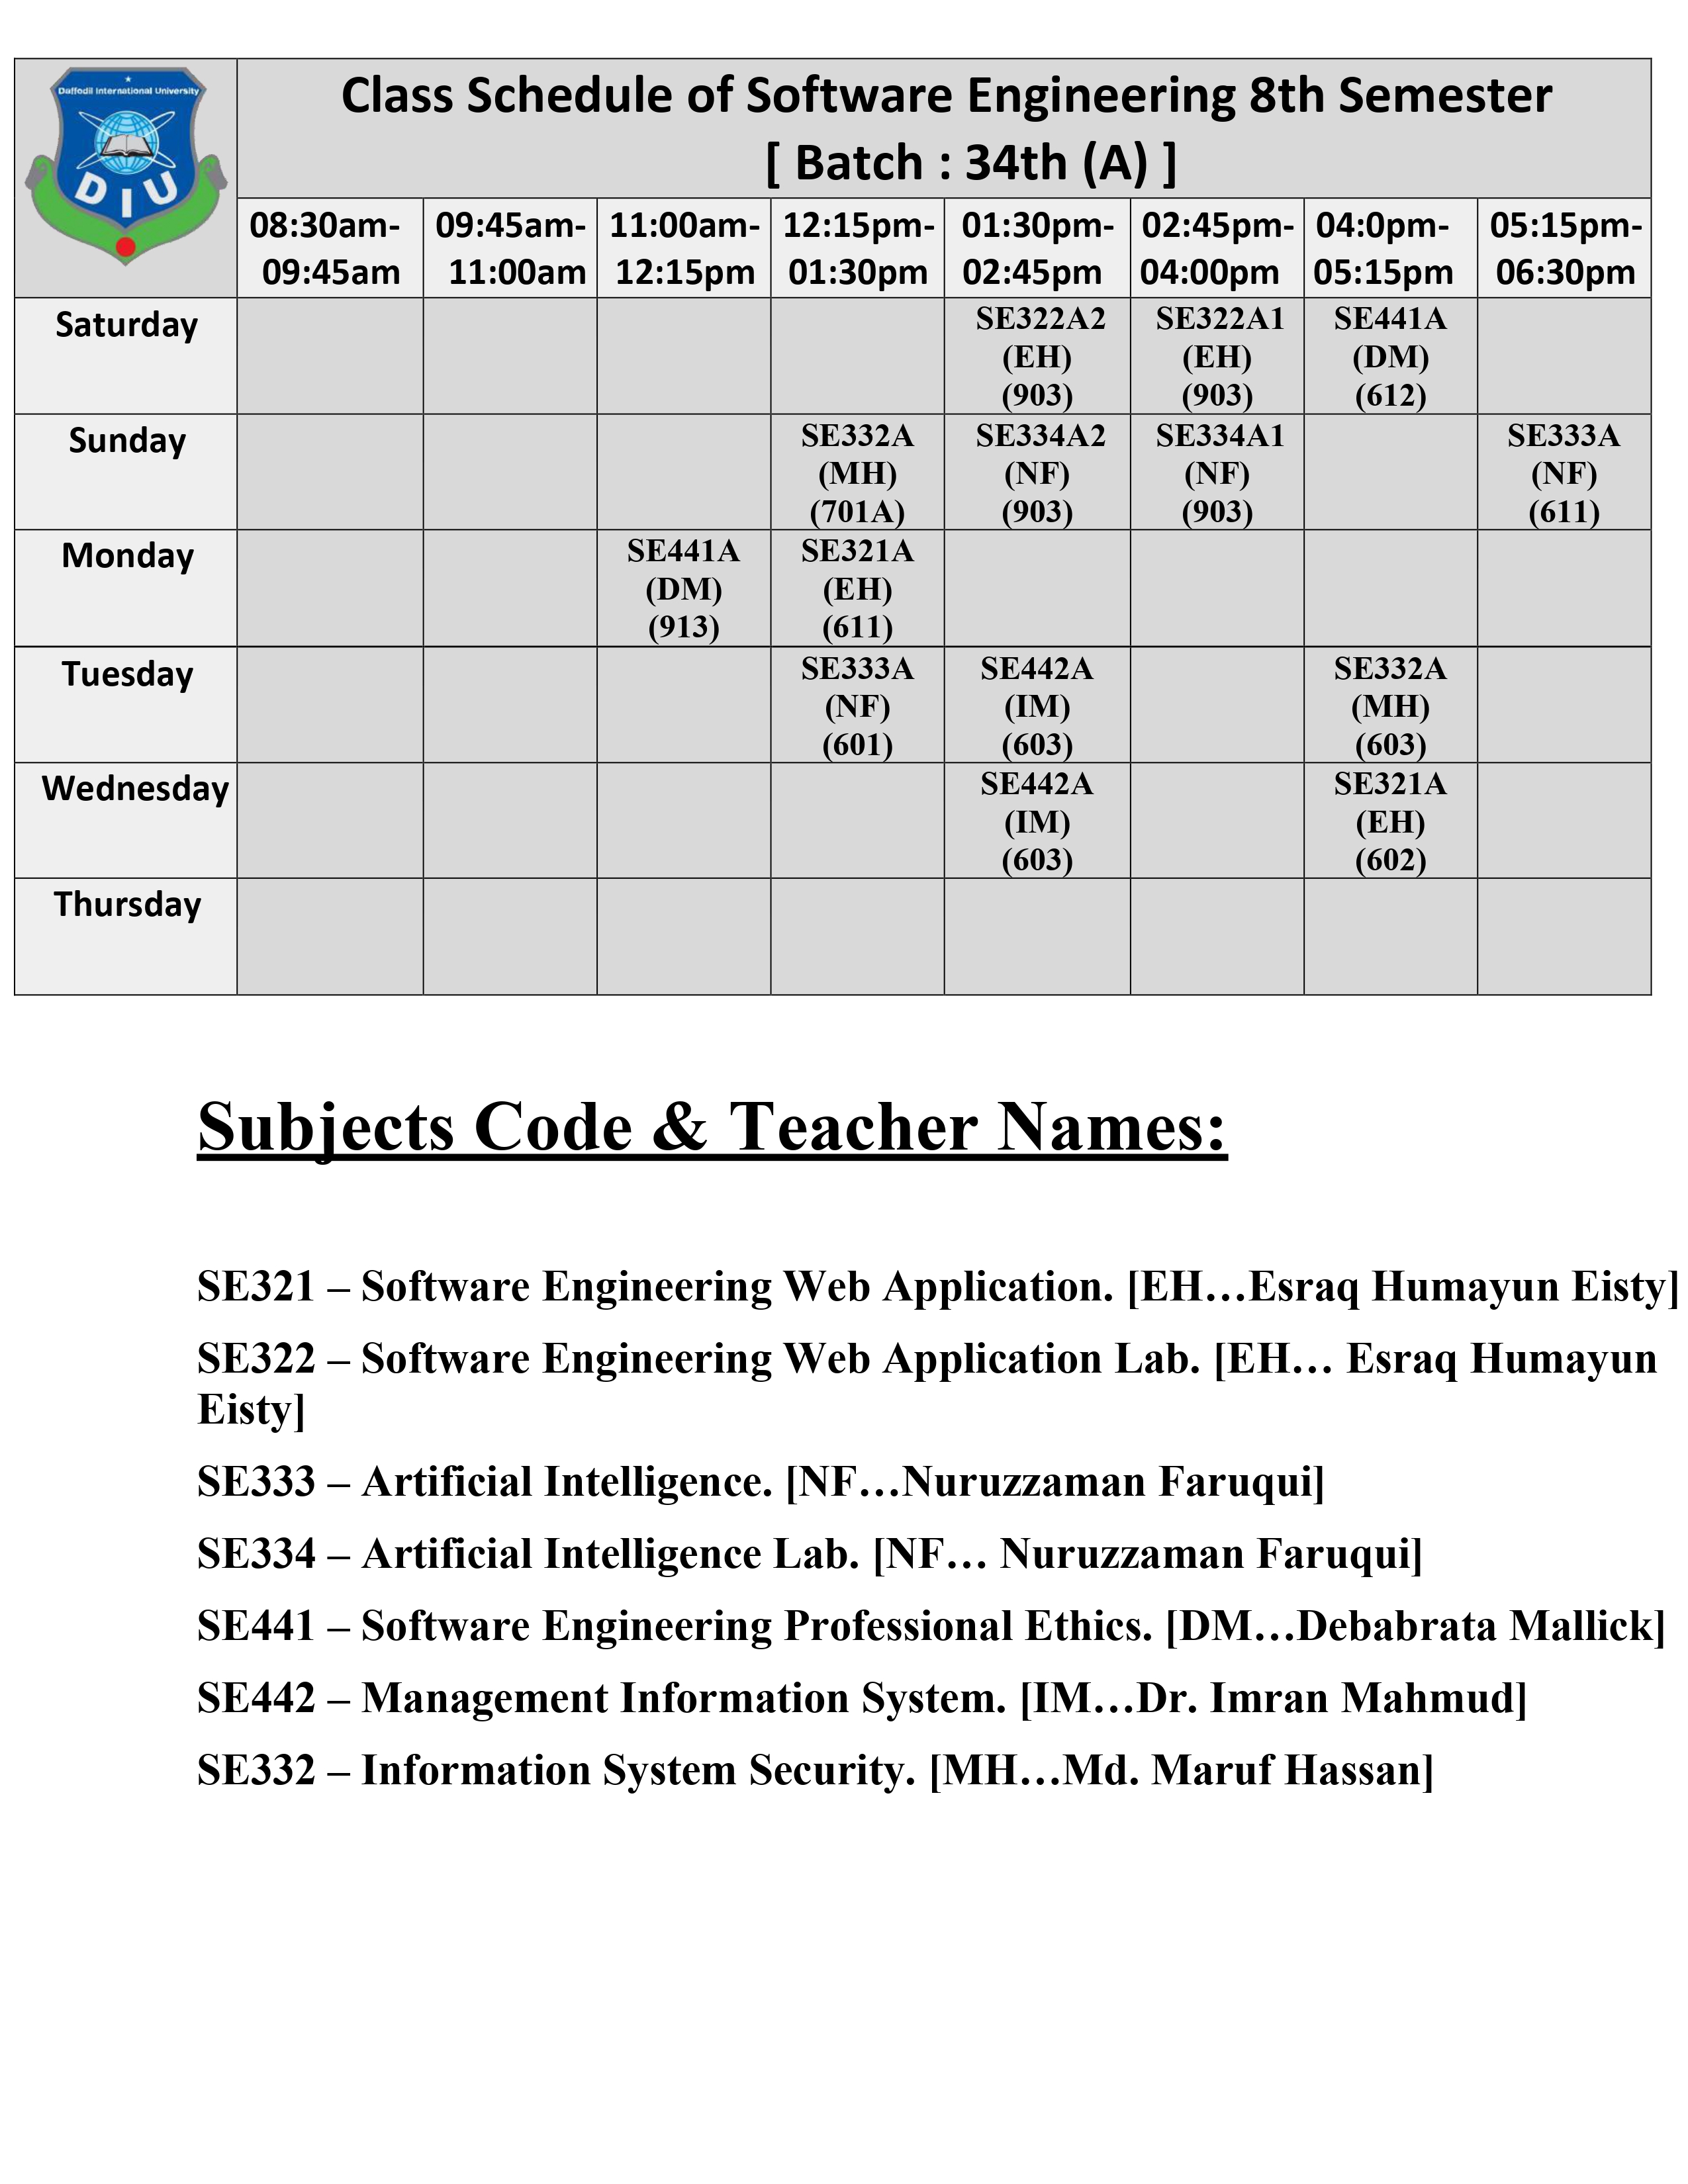 Daffodil International University
DIU
Class Schedule of Software Engineering 8th Semester
[ Batch : 34th (A) ]
08:30am- 09:45am- 11:00am- 12:15pm- 01:30pm- 02:45pm- 04:0pm- 05:15pm-
09:45am 11:00am 12:15pm 01:30pm 02:45pm 04:00pm 05:15pm 06:30pm
Saturday SE322A2 SE322A1 SE441A
(EH) (EH) (DM)
(903) (903) (612)
Sunday SE332A SE334A2 SE334A1 SE333A
(MH) (NF) (NF) (NF)
(701A) (903) (903) (611)
Monday SE441A SE321A
(DM) (EH)
(913) (611)
Tuesday SE333A SE442A SE332A
(NF) (IM) (MH)
(601) (603) (603)
Wednesday SE442A SE321A
(IM) (EH)
(603) (602)
Thursday
Subjects Code & Teacher Names:
SE321 – Software Engineering Web Application. [EH…Esraq Humayun Eisty]
SE322 – Software Engineering Web Application Lab. [EH… Esraq Humayun
Eisty]
SE333 – Artificial Intelligence. [NF…Nuruzzaman Faruqui]
SE334 – Artificial Intelligence Lab. [NF… Nuruzzaman Faruqui]
SE441 – Software Engineering Professional Ethics. [DM…Debabrata Mallick]
SE442 – Management Information System. [IM…Dr. Imran Mahmud]
SE332 – Information System Security. [MH…Md. Maruf Hassan]